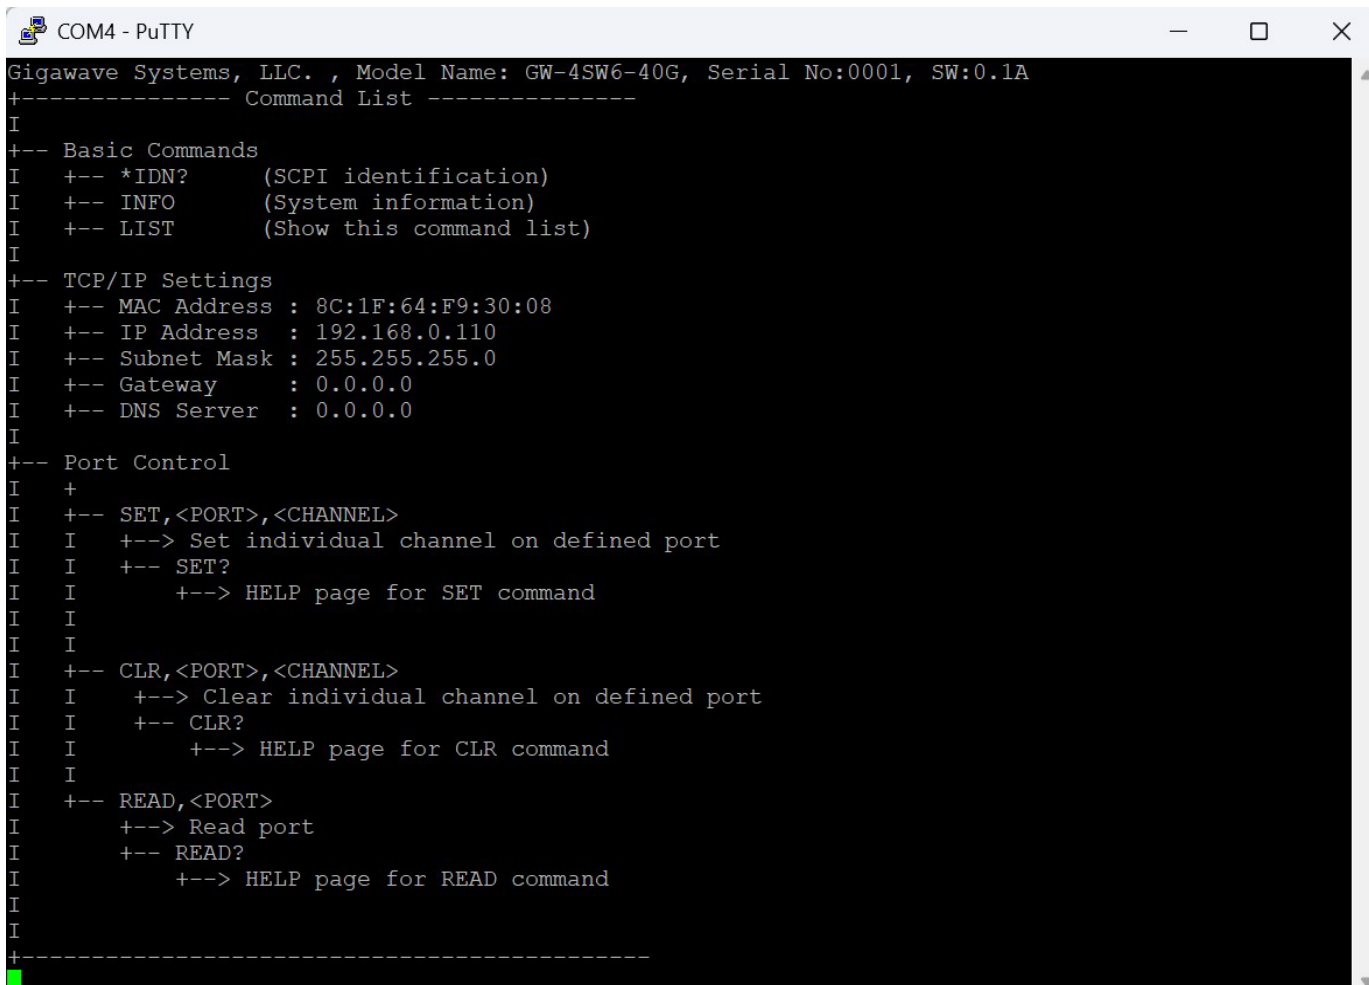 COM4 - PuTTY
Gigawave Systems, LLC. , Model Name: GW-4SW6-40G, Serial No:0001, SW:0.1A
+--------------- Command List ---------------
I
+-- Basic Commands
I   +-- *IDN?     (SCPI identification)
I   +-- INFO      (System information)
I   +-- LIST      (Show this command list)
I
+-- TCP/IP Settings
I   +-- MAC Address : 8C:1F:64:F9:30:08
I   +-- IP Address  : 192.168.0.110
I   +-- Subnet Mask : 255.255.255.0
I   +-- Gateway     : 0.0.0.0
I   +-- DNS Server  : 0.0.0.0
I
+-- Port Control
I   +
I   +-- SET,<PORT>,<CHANNEL>
I   I   +--> Set individual channel on defined port
I   I   +-- SET?
I   I       +--> HELP page for SET command
I   I
I   I
I   +-- CLR,<PORT>,<CHANNEL>
I   I    +--> Clear individual channel on defined port
I   I    +-- CLR?
I   I        +--> HELP page for CLR command
I   I
I   +-- READ,<PORT>
I       +--> Read port
I       +-- READ?
I           +--> HELP page for READ command
I
I
+---------------------------------------------